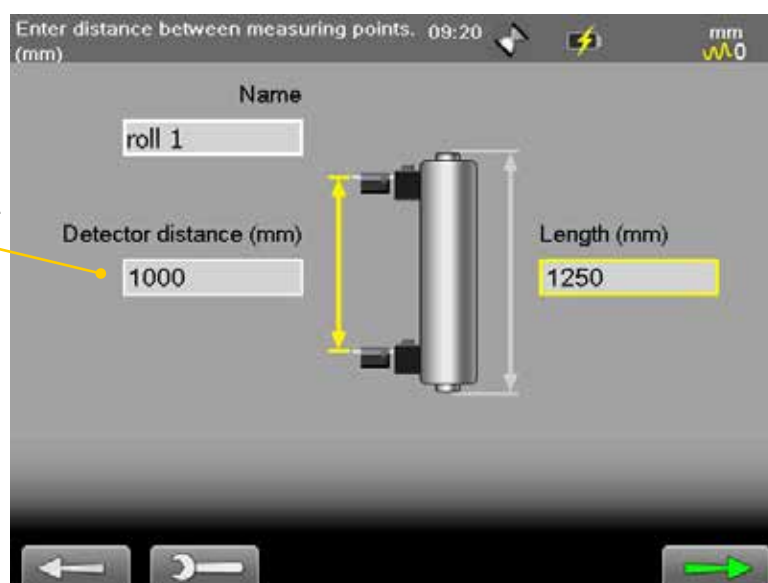 Enter distance between measuring points. 09:20
(mm)
mm
0
Name
roll 1
Detector distance (mm)
1000
Length (mm)
1250